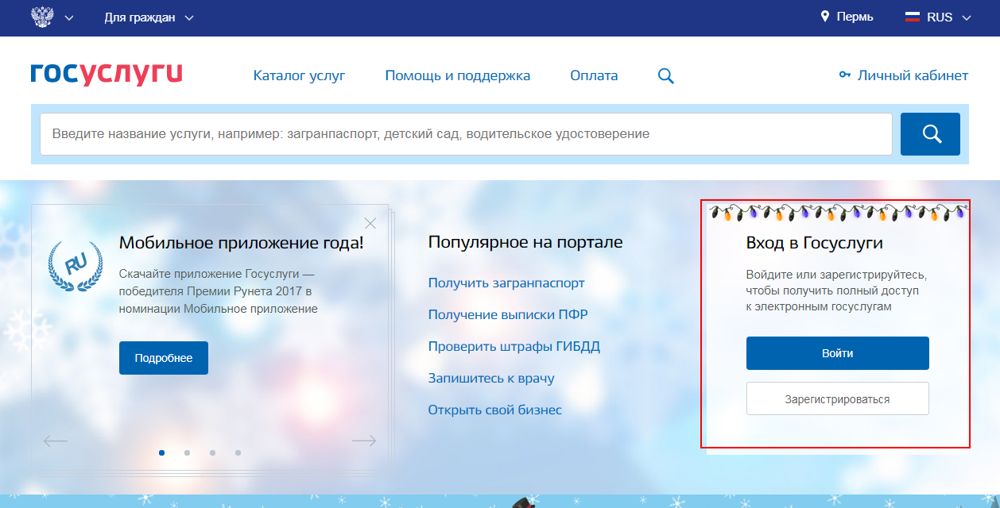 Для граждан
Пермь
RUS
госуслуги
Каталог услуг
Помощь и поддержка
Оплата
Личный кабинет
Введите название услуги, например: загранпаспорт, детский сад, водительское удостоверение
RU
Мобильное приложение года!
Скачайте приложение Госуслуги —
победителя Премии Рунета 2017 в
номинации Мобильное приложение
Подробнее
Популярное на портале
Получить загранпаспорт
Получение выписки ПФР
Проверить штрафы ГИБДД
Запишитесь к врачу
Открыть свой бизнес
Вход в Госуслуги
Войдите или зарегистрируйтесь,
чтобы получить полный доступ
к электронным госуслугам
Войти
Зарегистрироваться